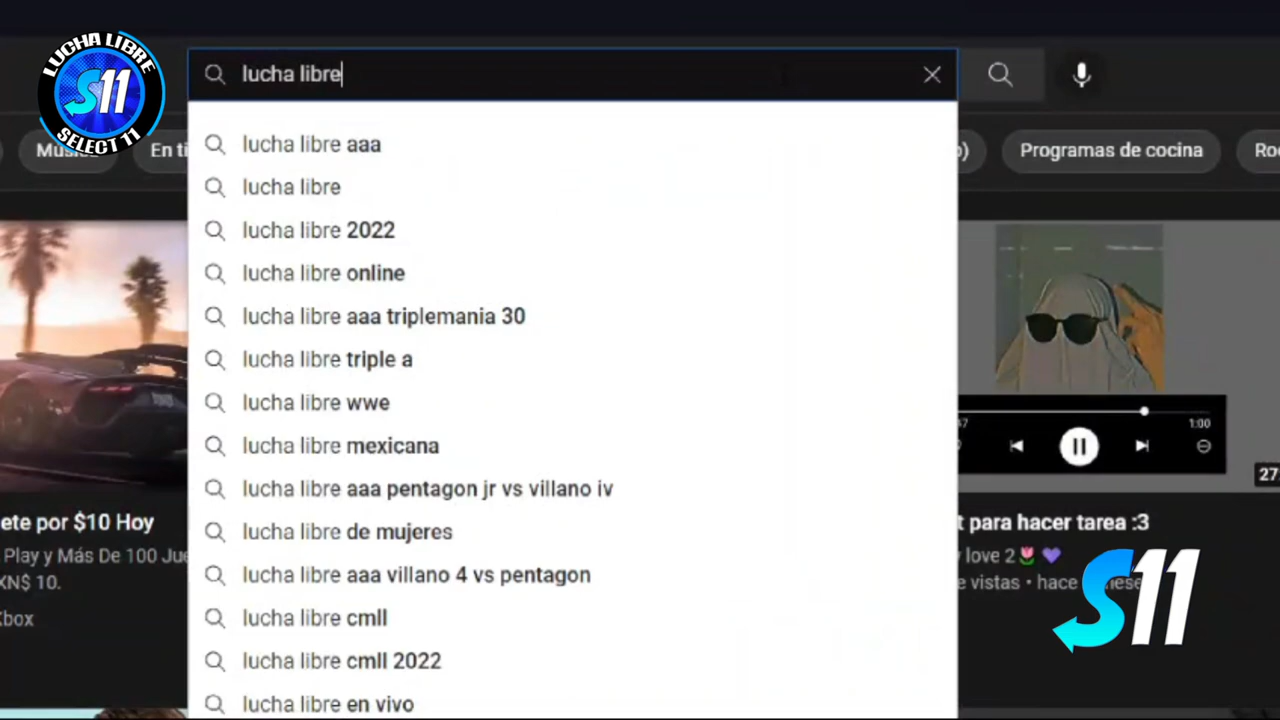 LUCHA LIBRE
S11
SELECT 11
lucha libre
En ti
Programas de cocina
lucha libre aaa
lucha libre
lucha libre 2022
lucha libre online
lucha libre aaa triplemania 30
lucha libre triple a
lucha libre wwe
lucha libre mexicana
lucha libre aaa pentagon jr vs villano iv
lucha libre de mujeres
lucha libre aaa villano 4 vs pentagon
lucha libre cmll
lucha libre cmll 2022
lucha libre en vivo
1:00
27
ete por $10 Hoy
Play y Más De 100 Jue
XN$ 10.
Xbox
t para hacer tarea :3
y love 2🌷💜
e vistas • hace
S11